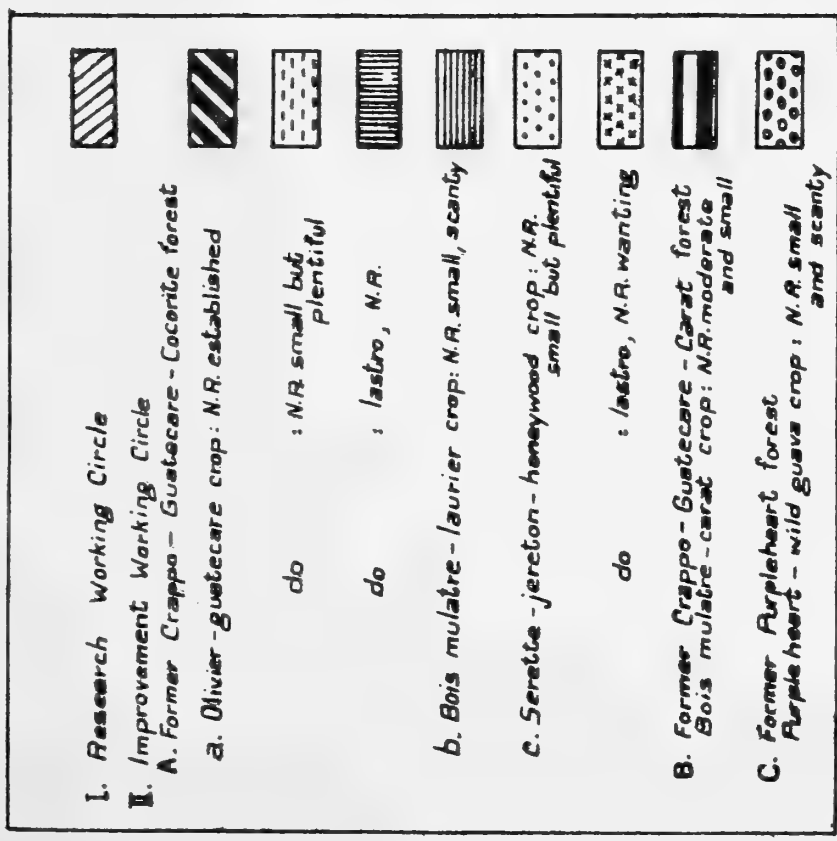 I. Research Working Circle
II. Improvement Working Circle
A. Former Crappo - Guatecare - Cocorite forest
a. Olivier - guatecare crop: N.R. established
do : N.R. small but
plentiful
do : lastro, N.R.
b. Bois mulatre - laurier crop: N.R. small, scanty
c. Serette - jereton - honeywood crop: N.R.
small but plentiful
do : lastro, N.R. wanting
B. Former Crappo - Guatecare - Carat forest
Bois mulatre - carat crop: N.R. moderate
and small
C. Former Purpleheart forest
Purpleheart - wild guava crop: N.R. small
and scanty